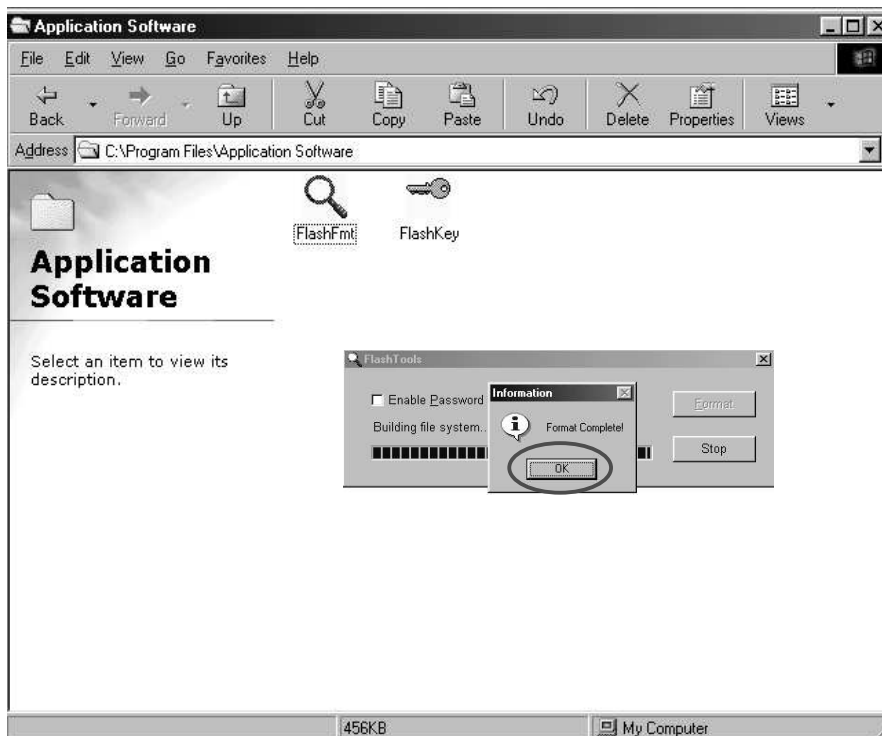 Application Software
File Edit View Go Favorites Help
Back Forward Up Cut Copy Paste Undo Delete Properties Views
Address C:\Program Files\Application Software
FlashFmt FlashKey
Application
Software
Select an item to view its
description.
FlashTools
Enable Password
Building file system..
Format
Stop
Information
Format Complete!
OK
456KB My Computer